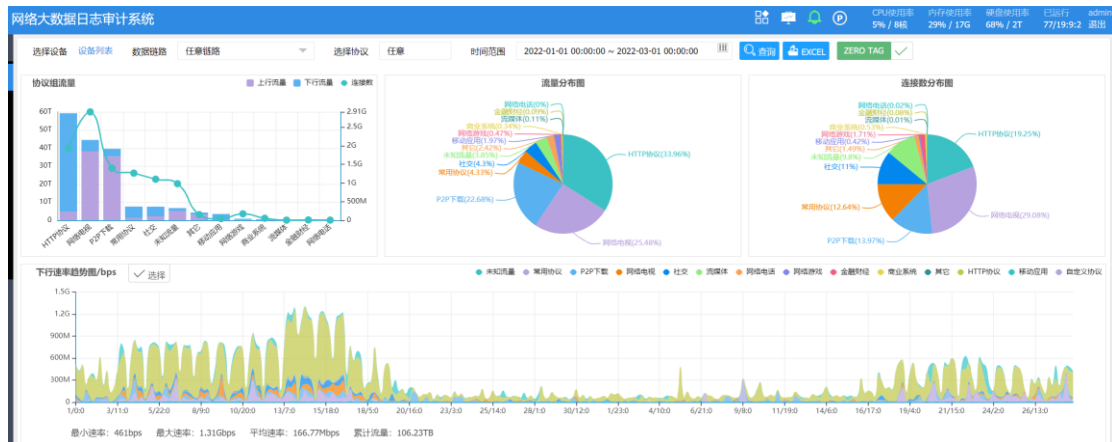 网络大数据日志审计系统
CPU使用率 内存使用率 硬盘使用率 已运行 admin
5% / 8核 29% / 17G 68% / 2T 77/19:9:2 退出
选择设备 设备列表 数据链路 任意链路 选择协议 任意 时间范围 2022-01-01 00:00:00 ~ 2022-03-01 00:00:00 查询 EXCEL ZERO TAG
协议组流量 上行流量 下行流量 连接数
60T
50T
40T
30T
20T
10T
0
2.91G
2.5G
2G
1.5G
1G
500M
0
HTTP协议 网络电视 P2P下载 常用协议 社交 未知流量 其它 移动应用 网络游戏 商业系统 流媒体 金融财经 网络电话
流量分布图
网络电话(0%)
金融财经(0.09%)
流媒体(0.11%)
商业系统(0.34%)
网络游戏(0.47%)
移动应用(1.97%)
其它(2.42%)
未知流量(3.85%)
社交(4.3%)
常用协议(4.33%)
P2P下载(22.68%)
HTTP协议(33.96%)
网络电视(25.48%)
连接数分布图
网络电话(0.02%)
金融财经(0.08%)
流媒体(0.01%)
商业系统(0.53%)
网络游戏(1.71%)
移动应用(0.42%)
其它(1.49%)
未知流量(9.8%)
社交(11%)
常用协议(12.64%)
P2P下载(13.97%)
HTTP协议(19.25%)
网络电视(29.08%)
下行速率趋势图/bps 选择 未知流量 常用协议 P2P下载 网络电视 社交 流媒体 网络电话 网络游戏 金融财经 商业系统 其它 HTTP协议 移动应用 自定义协议
1.5G
1.2G
900M
600M
300M
0
1/0:0 3/11:0 5/22:0 8/9:0 10/20:0 13/7:0 15/18:0 18/5:0 20/16:0 23/3:0 25/14:0 28/1:0 30/12:0 1/23:0 4/10:0 6/21:0 9/8:0 11/19:0 14/6:0 16/17:0 19/4:0 21/15:0 24/2:0 26/13:0
最小速率：461bps 最大速率：1.31Gbps 平均速率：166.77Mbps 累计流量：106.23TB